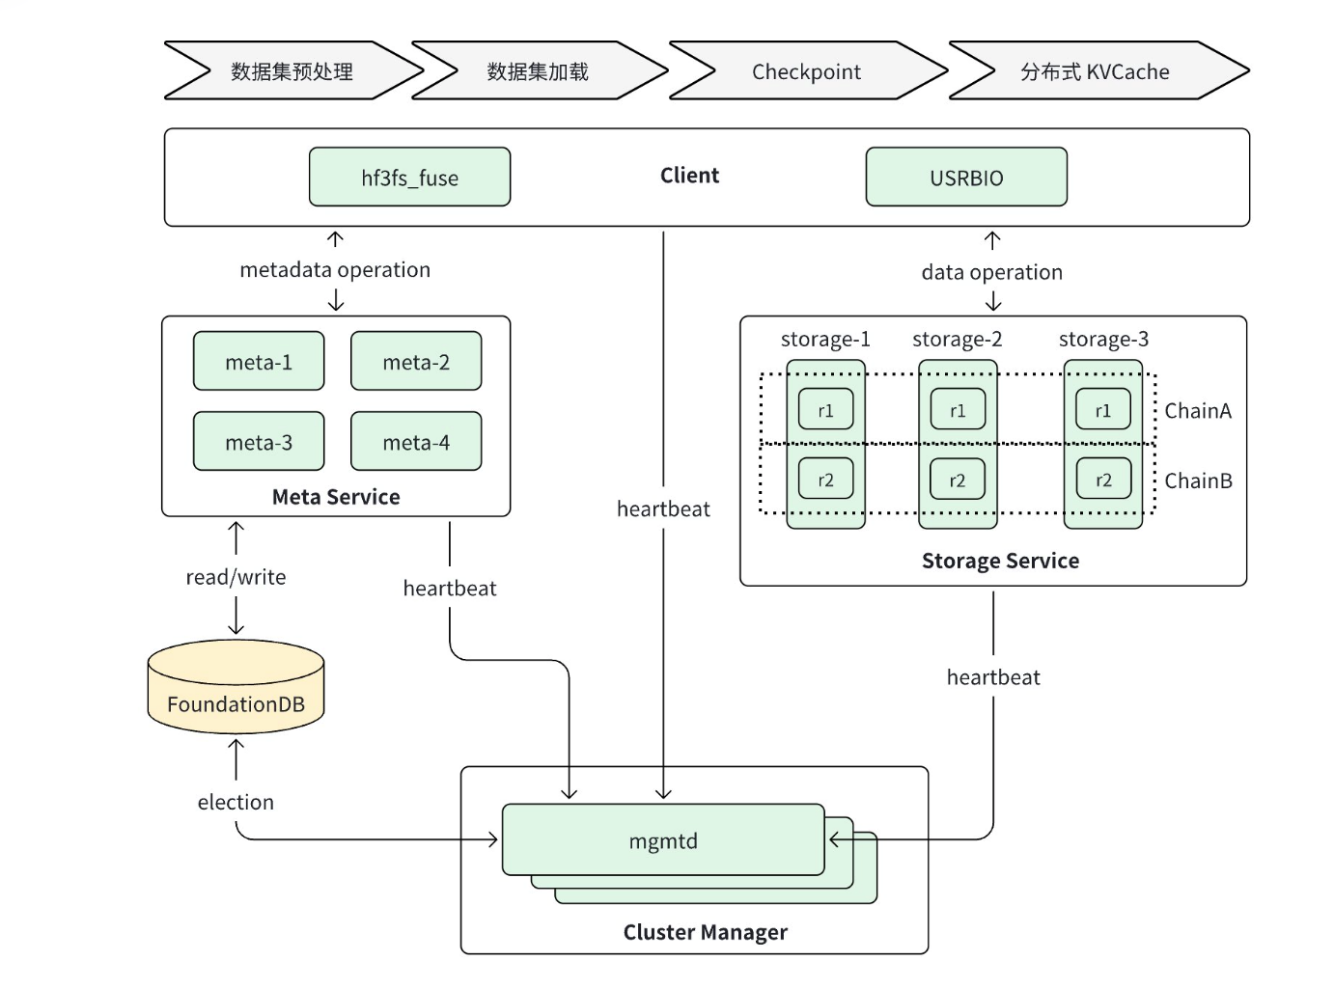 数据集预处理
数据集加载
Checkpoint
分布式 KVCache
hf3fs_fuse
Client
USRBIO
metadata operation
data operation
meta-1
meta-2
meta-3
meta-4
Meta Service
storage-1
storage-2
storage-3
r1
r1
r1
ChainA
r2
r2
r2
ChainB
Storage Service
heartbeat
read/write
heartbeat
heartbeat
FoundationDB
election
mgmtd
Cluster Manager